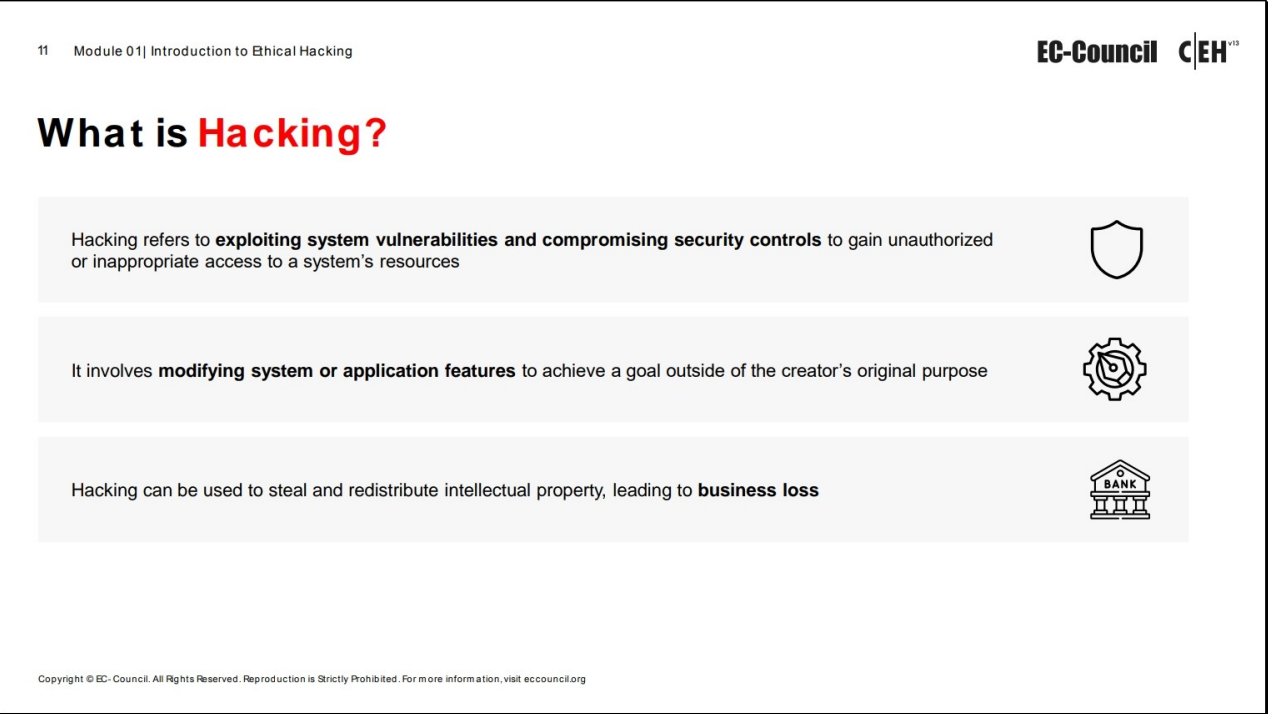 11 Module 01| Introduction to Ethical Hacking
EC-Council C|EH v13
What is Hacking?
Hacking refers to exploiting system vulnerabilities and compromising security controls to gain unauthorized
or inappropriate access to a system’s resources
It involves modifying system or application features to achieve a goal outside of the creator’s original purpose
Hacking can be used to steal and redistribute intellectual property, leading to business loss
BANK
Copyright © EC-Council. All Rights Reserved. Reproduction is Strictly Prohibited. For more information, visit eccouncil.org